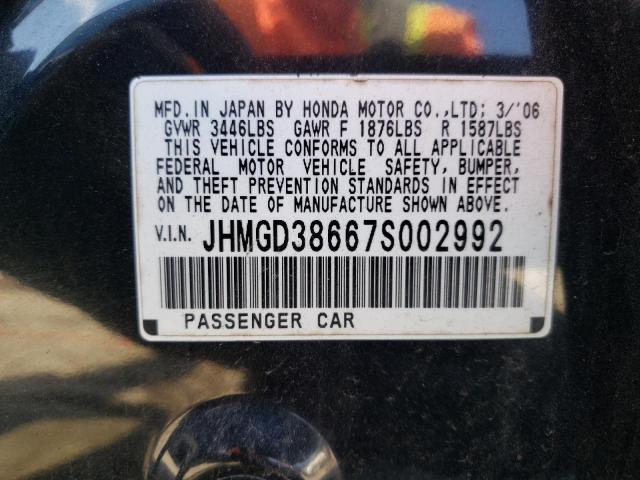 MFD.IN JAPAN BY HONDA MOTOR CO.,LTD; 3/'06
GVWR 3446LBS GAWR F 1876LBS R 1587LBS
THIS VEHICLE CONFORMS TO ALL APPLICABLE
FEDERAL MOTOR VEHICLE SAFETY, BUMPER,
AND THEFT PREVENTION STANDARDS IN EFFECT
ON THE DATE OF MANUFACTURE SHOWN ABOVE.
V.I.N. JHMGD38667S002992
PASSENGER CAR